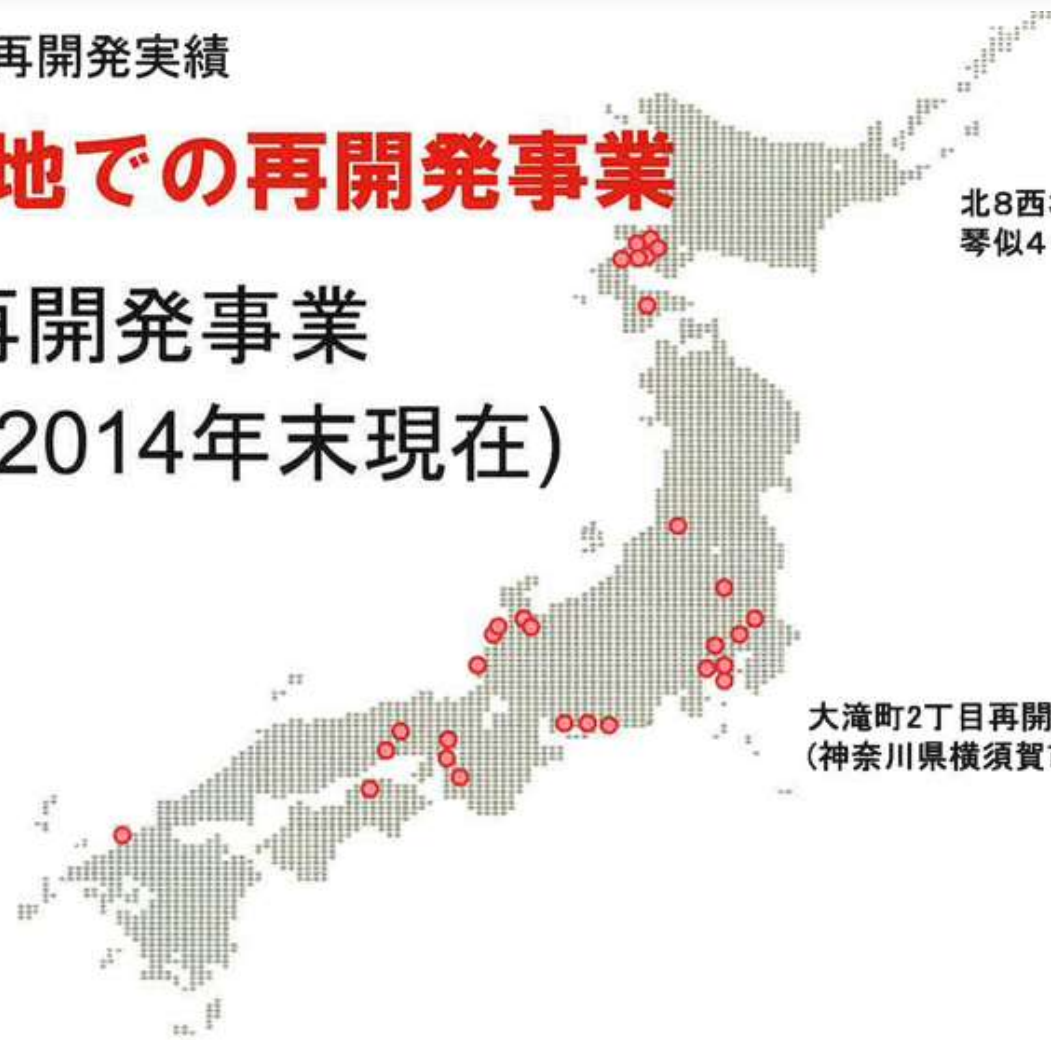 再開発実績
地での再開発事業
再開発事業
2014年末現在)
北8西
琴似4
大滝町2丁目再開
(神奈川県横須賀